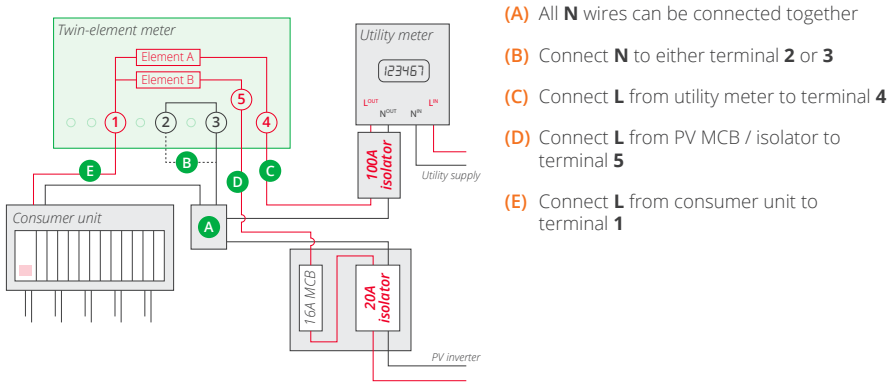 Twin-element meter
Element A
Element B
1
2
3
4
5
A
B
C
D
E
Utility meter
123467
LOUT
NOUT
NIN
LIN
100A isolator
Utility supply
Consumer unit
16A MCB
20A isolator
PV inverter
(A) All N wires can be connected together
(B) Connect N to either terminal 2 or 3
(C) Connect L from utility meter to terminal 4
(D) Connect L from PV MCB / isolator to
terminal 5
(E) Connect L from consumer unit to
terminal 1